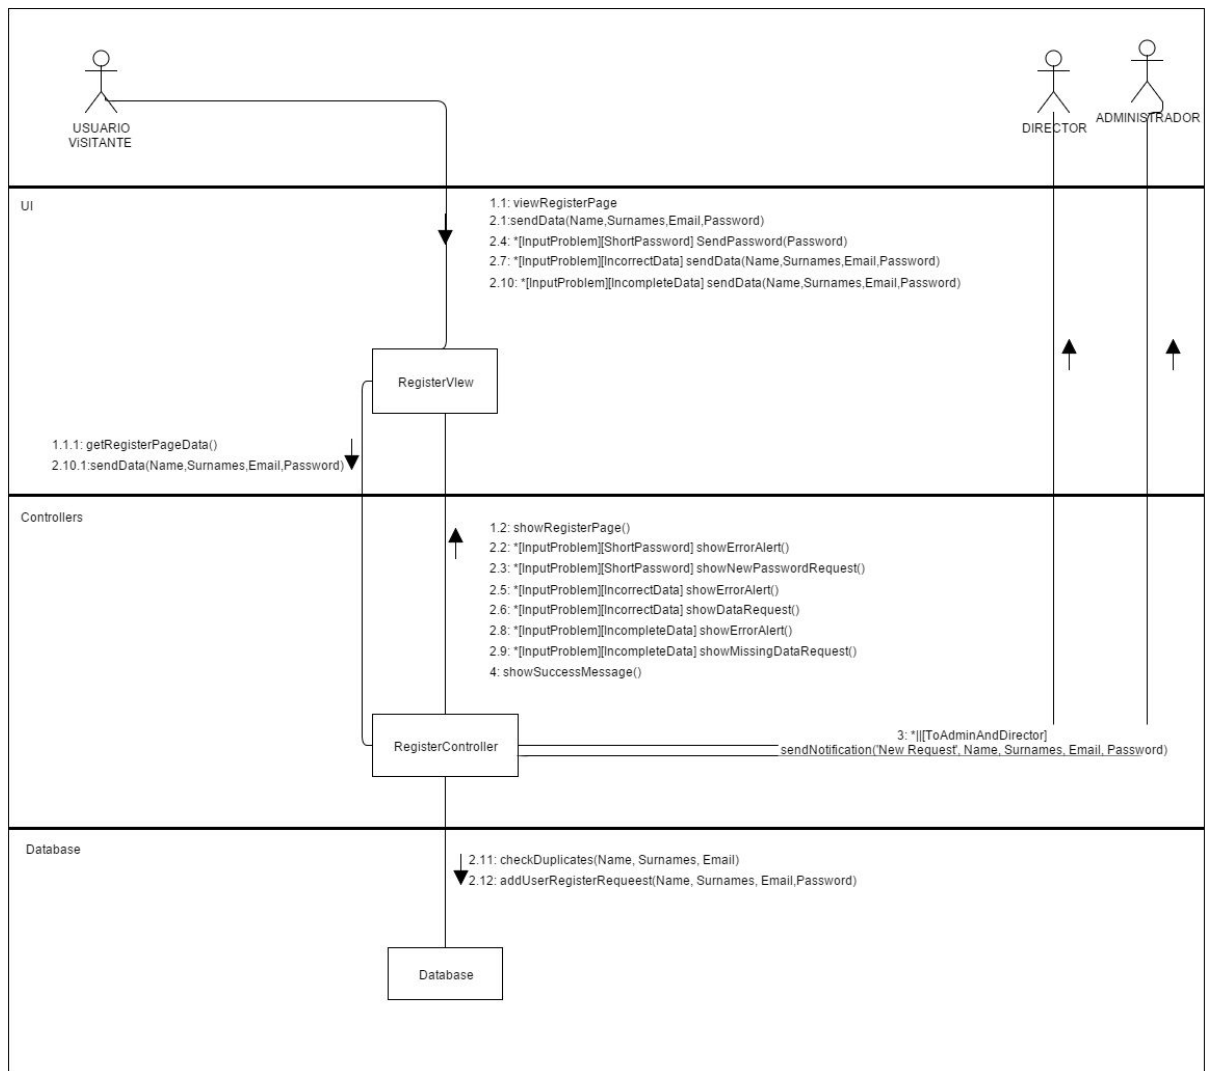 USUARIO
ViSITANTE
DIRECTOR
ADMINISTRADOR
UI
1.1: viewRegisterPage
2.1:sendData(Name,Surnames,Email,Password)
2.4: *[InputProblem][ShortPassword] SendPassword(Password)
2.7: *[InputProblem][IncorrectData] sendData(Name,Surnames,Email,Password)
2.10: *[InputProblem][IncompleteData] sendData(Name,Surnames,Email,Password)
RegisterVIew
1.1.1: getRegisterPageData()
2.10.1:sendData(Name,Surnames,Email,Password)
Controllers
1.2: showRegisterPage()
2.2: *[InputProblem][ShortPassword] showErrorAlert()
2.3: *[InputProblem][ShortPassword] showNewPasswordRequest()
2.5: *[InputProblem][IncorrectData] showErrorAlert()
2.6: *[InputProblem][IncorrectData] showDataRequest()
2.8: *[InputProblem][IncompleteData] showErrorAlert()
2.9: *[InputProblem][IncompleteData] showMissingDataRequest()
4: showSuccessMessage()
RegisterController
3: *||[ToAdminAndDirector]
sendNotification('New Request', Name, Surnames, Email, Password)
Database
2.11: checkDuplicates(Name, Surnames, Email)
2.12: addUserRegisterRequeest(Name, Surnames, Email,Password)
Database